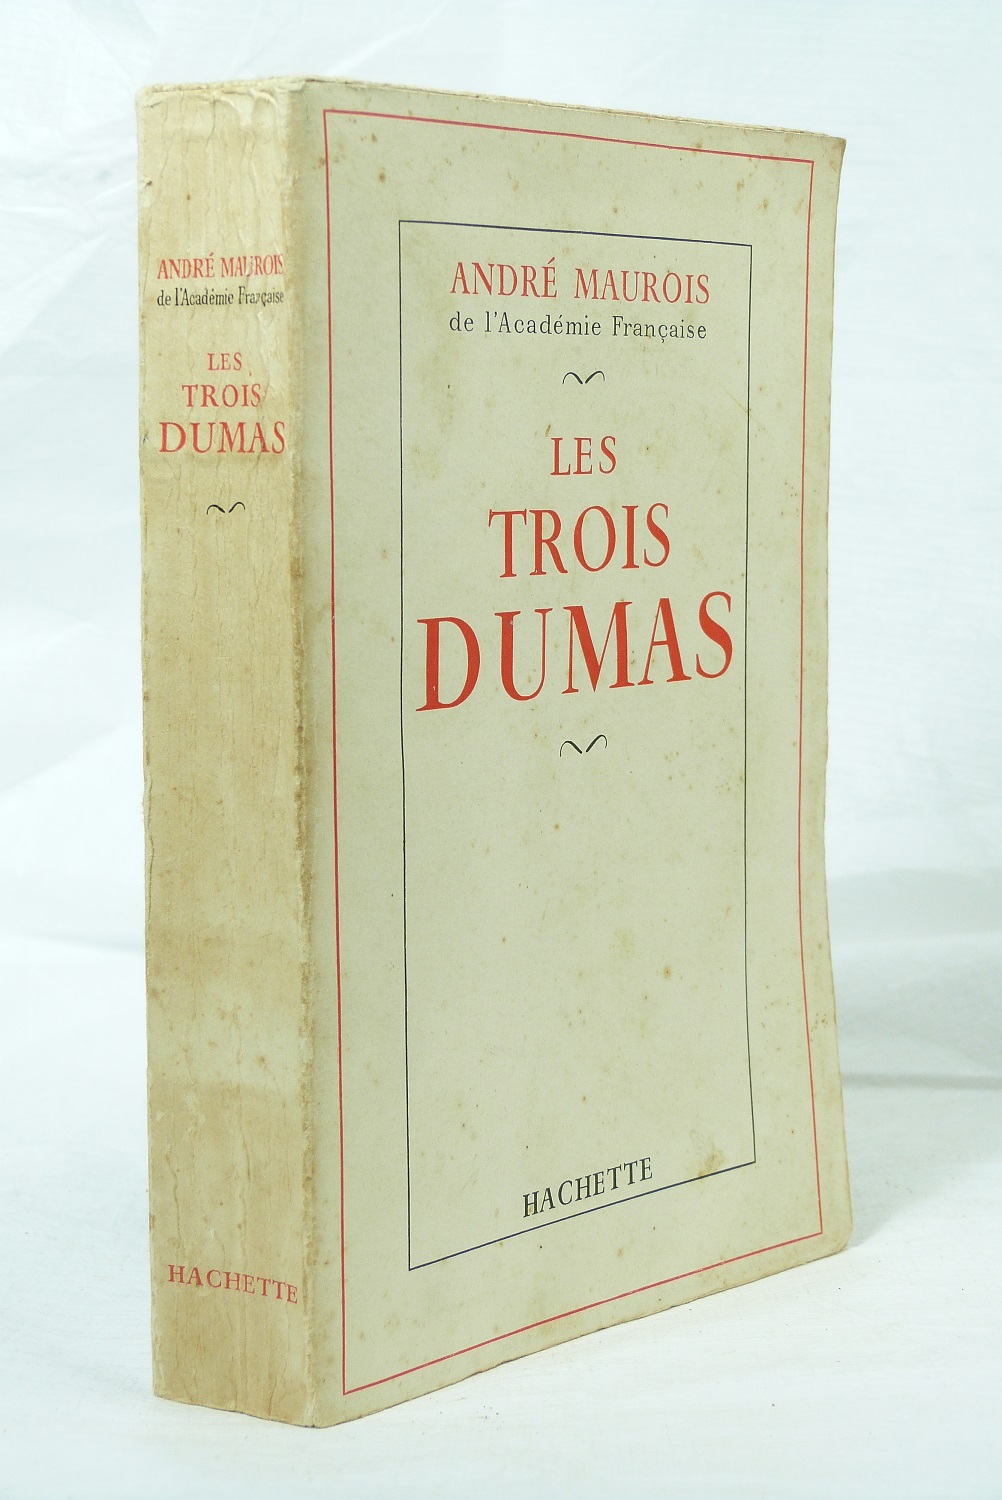 ANDRÉ MAUROIS
de l'Académie Française
LES
TROIS
DUMAS
HACHETTE
ANDRÉ MAUROIS
de l'Académie Française
LES
TROIS
DUMAS
HACHETTE